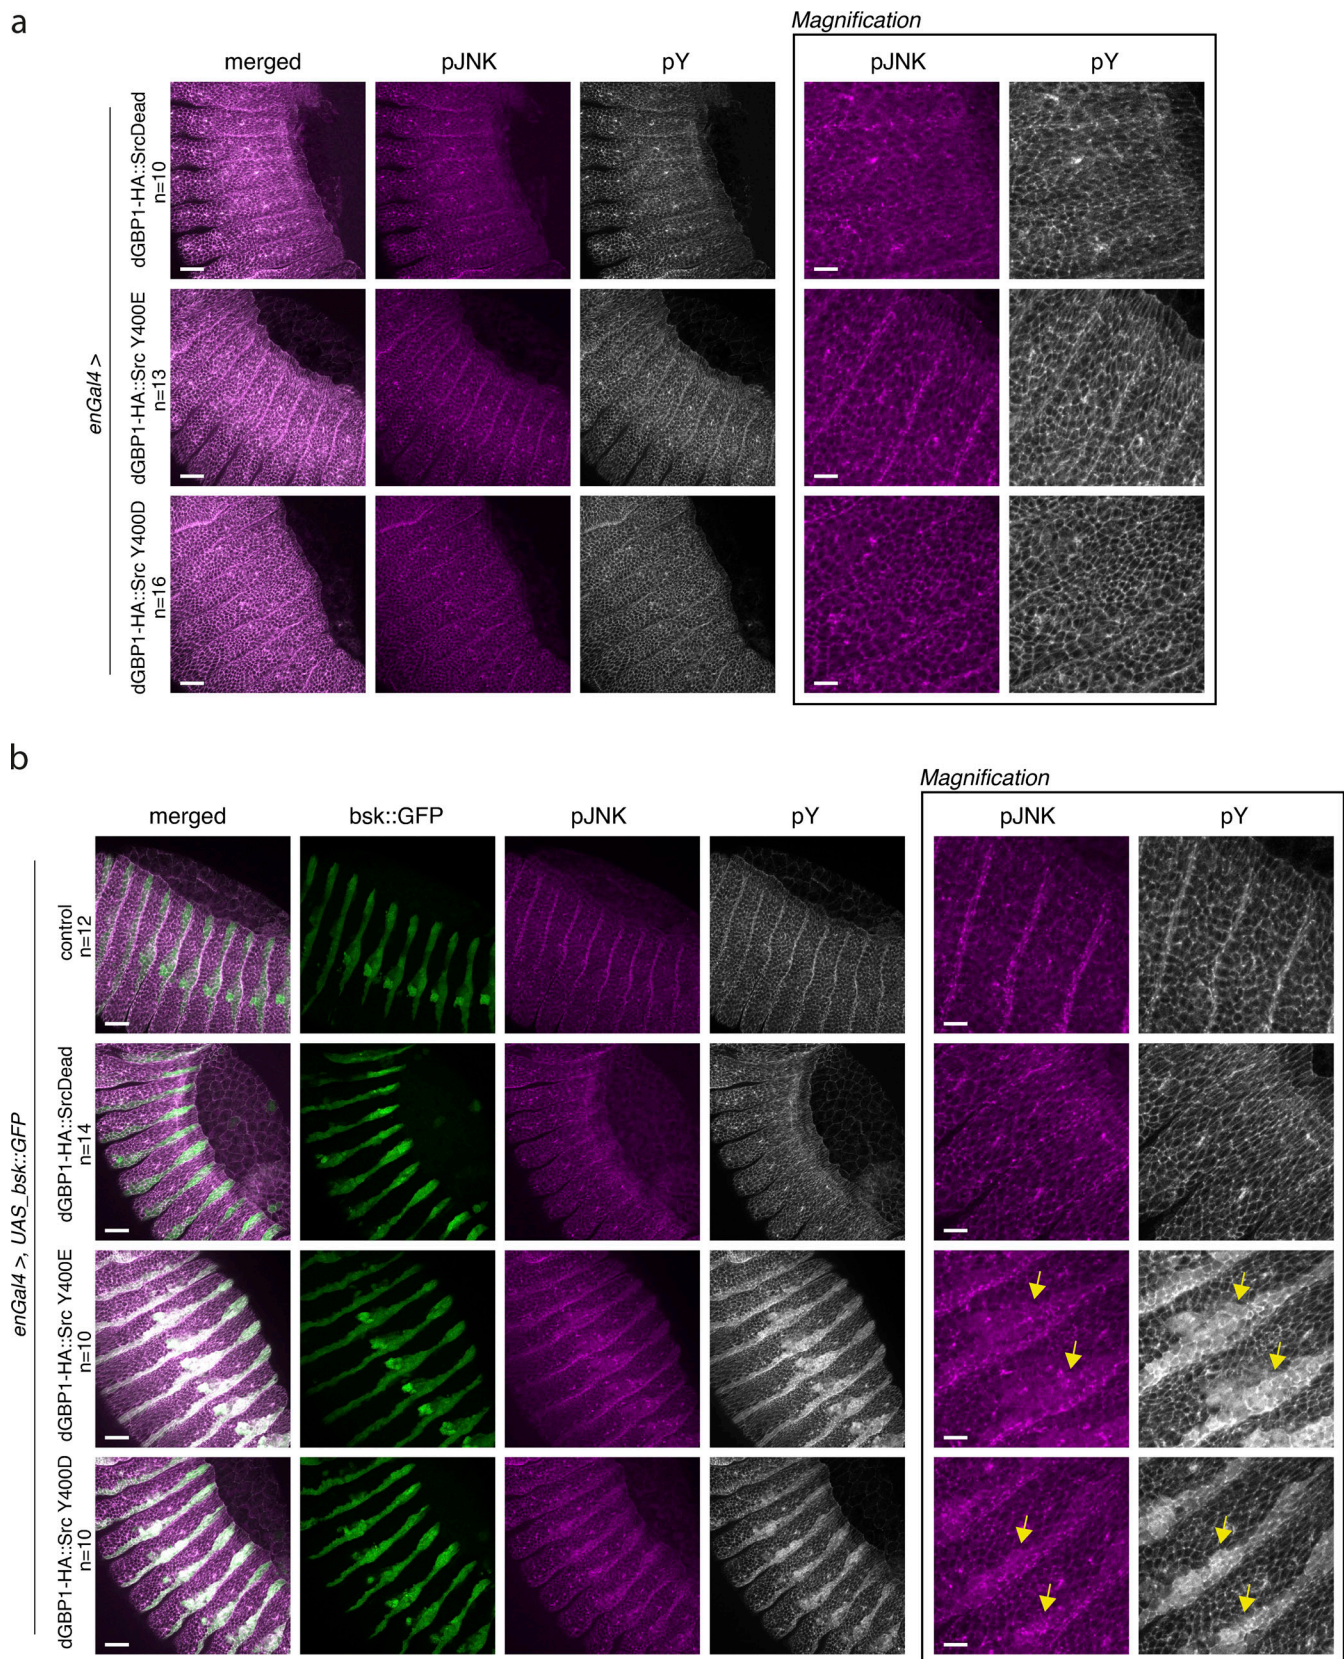 a
Magnification
merged pJNK pY pJNK pY
enGal4 >
dGBP1-HA::SrcDead
n=10
dGBP1-HA::Src Y400E
n=13
dGBP1-HA::Src Y400D
n=16
b
Magnification
merged bsk::GFP pJNK pY pJNK pY
enGal4 >, UAS_bsk::GFP
control
n=12
dGBP1-HA::SrcDead
n=14
dGBP1-HA::Src Y400E
n=10
dGBP1-HA::Src Y400D
n=10